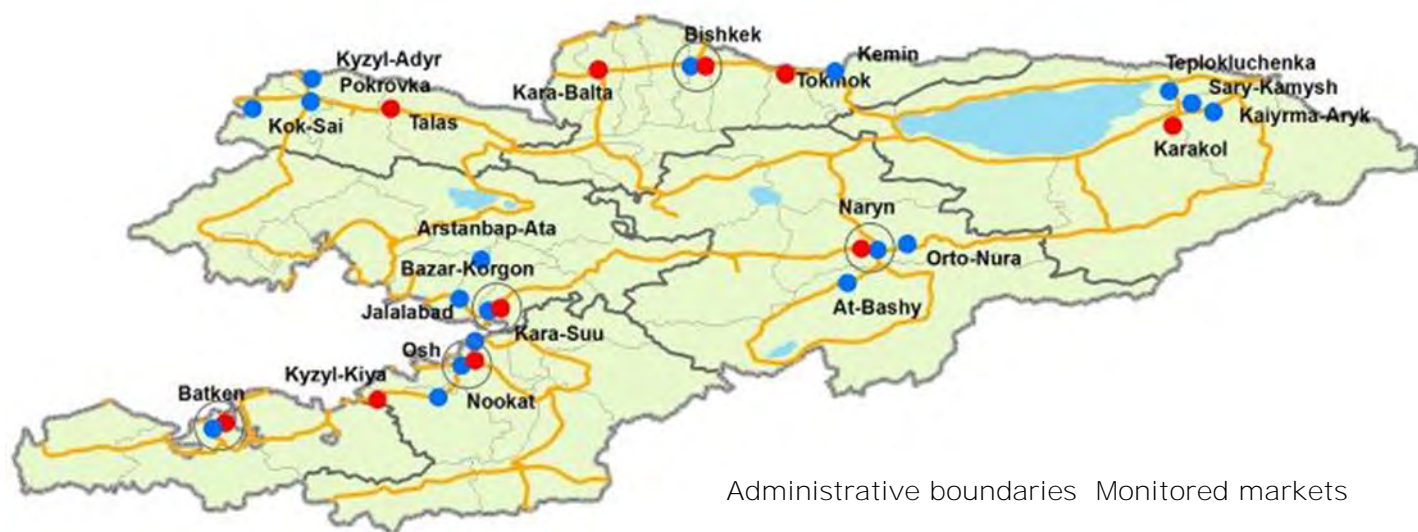 Bishkek
Kemin
Kyzyl-Adyr
Teplokluchenka
Pokrovka
Kara-Balta
Tokmok
Sary-Kamysh
Kok-Sai
Talas
Kaiyrma-Aryk
Karakol
Naryn
Arstanbap-Ata
Orto-Nura
Bazar-Korgon
At-Bashy
Jalalabad
Kara-Suu
Osh
Kyzyl-Kiya
Batken
Nookat
Administrative boundaries Monitored markets